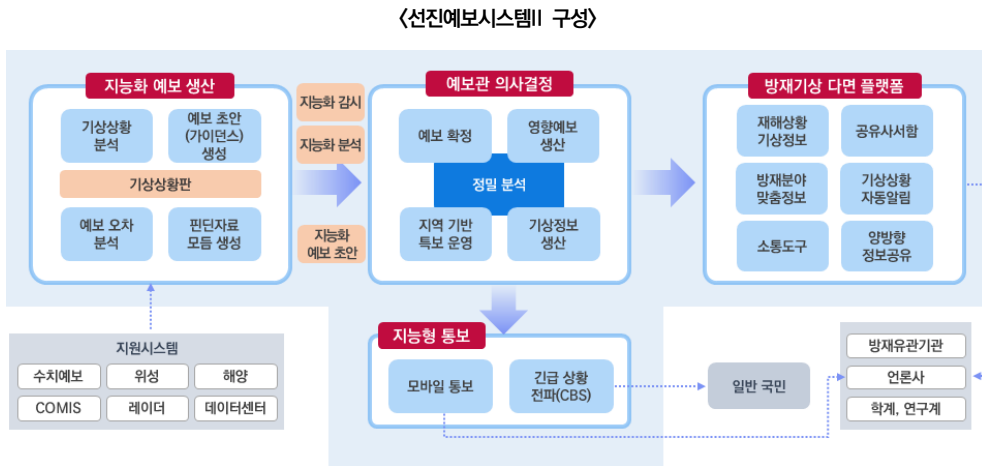 〈선진예보시스템II 구성〉
지능화 예보 생산
기상상황
분석
예보 초안
(가이던스)
생성
기상상황판
예보 오차
분석
핀딘자료
모듬 생성
지능화 감시
지능화 분석
지능화
예보 초안
예보관 의사결정
예보 확정
영향예보
생산
정밀 분석
지역 기반
특보 운영
기상정보
생산
방재기상 다면 플랫폼
재해상황
기상정보
공유사서함
방재분야
맞춤정보
기상상황
자동알림
소통도구
양방향
정보공유
지원시스템
수치예보
위성
해양
COMIS
레이더
데이터센터
지능형 통보
모바일 통보
긴급 상황
전파(CBS)
일반 국민
방재유관기관
언론사
학계, 연구계